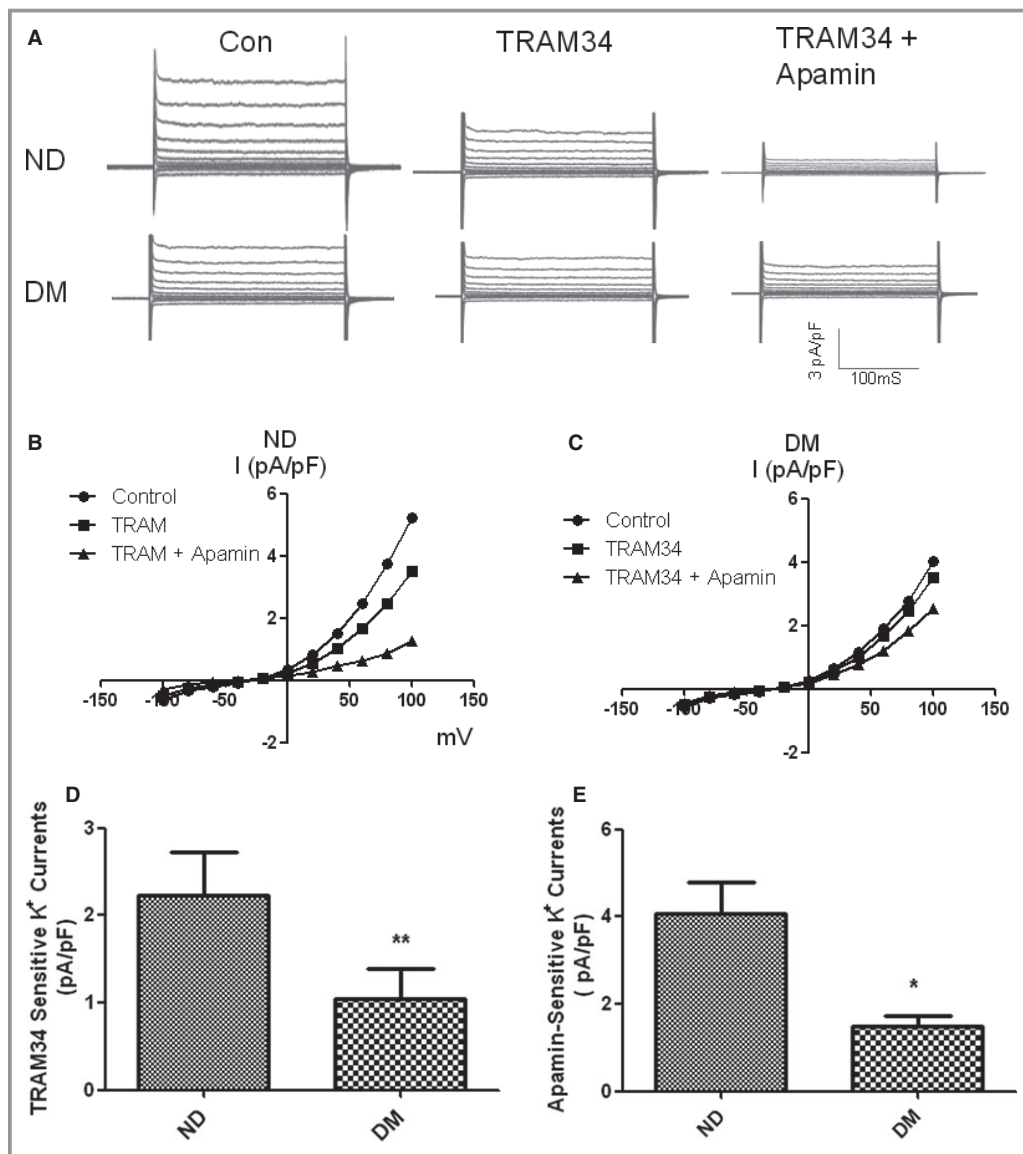 A
Con
TRAM34
TRAM34 +
Apamin
ND
DM
3 pA/pF
100mS
B
ND
I (pA/pF)
Control
TRAM
TRAM + Apamin
6
4
2
-2
-150
-100
-50
50
100
150
mV
C
DM
I (pA/pF)
Control
TRAM34
TRAM34 + Apamin
6
4
2
-2
-150
-100
-50
0
50
100
150
D
TRAM34 Sensitive K+ Currents
(pA/pF)
3
2
1
0
**
ND
DM
E
Apamin-Sensitive K+ Currents
( pA/pF)
6
4
2
0
*
ND
DM